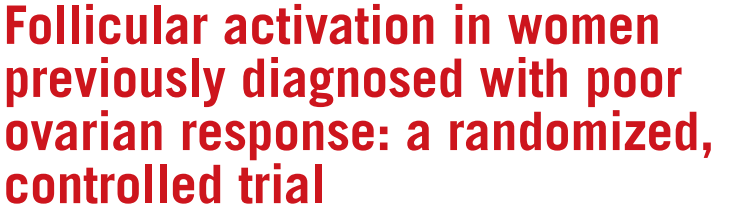 Follicular activation in women
previously diagnosed with poor
ovarian response: a randomized,
controlled trial